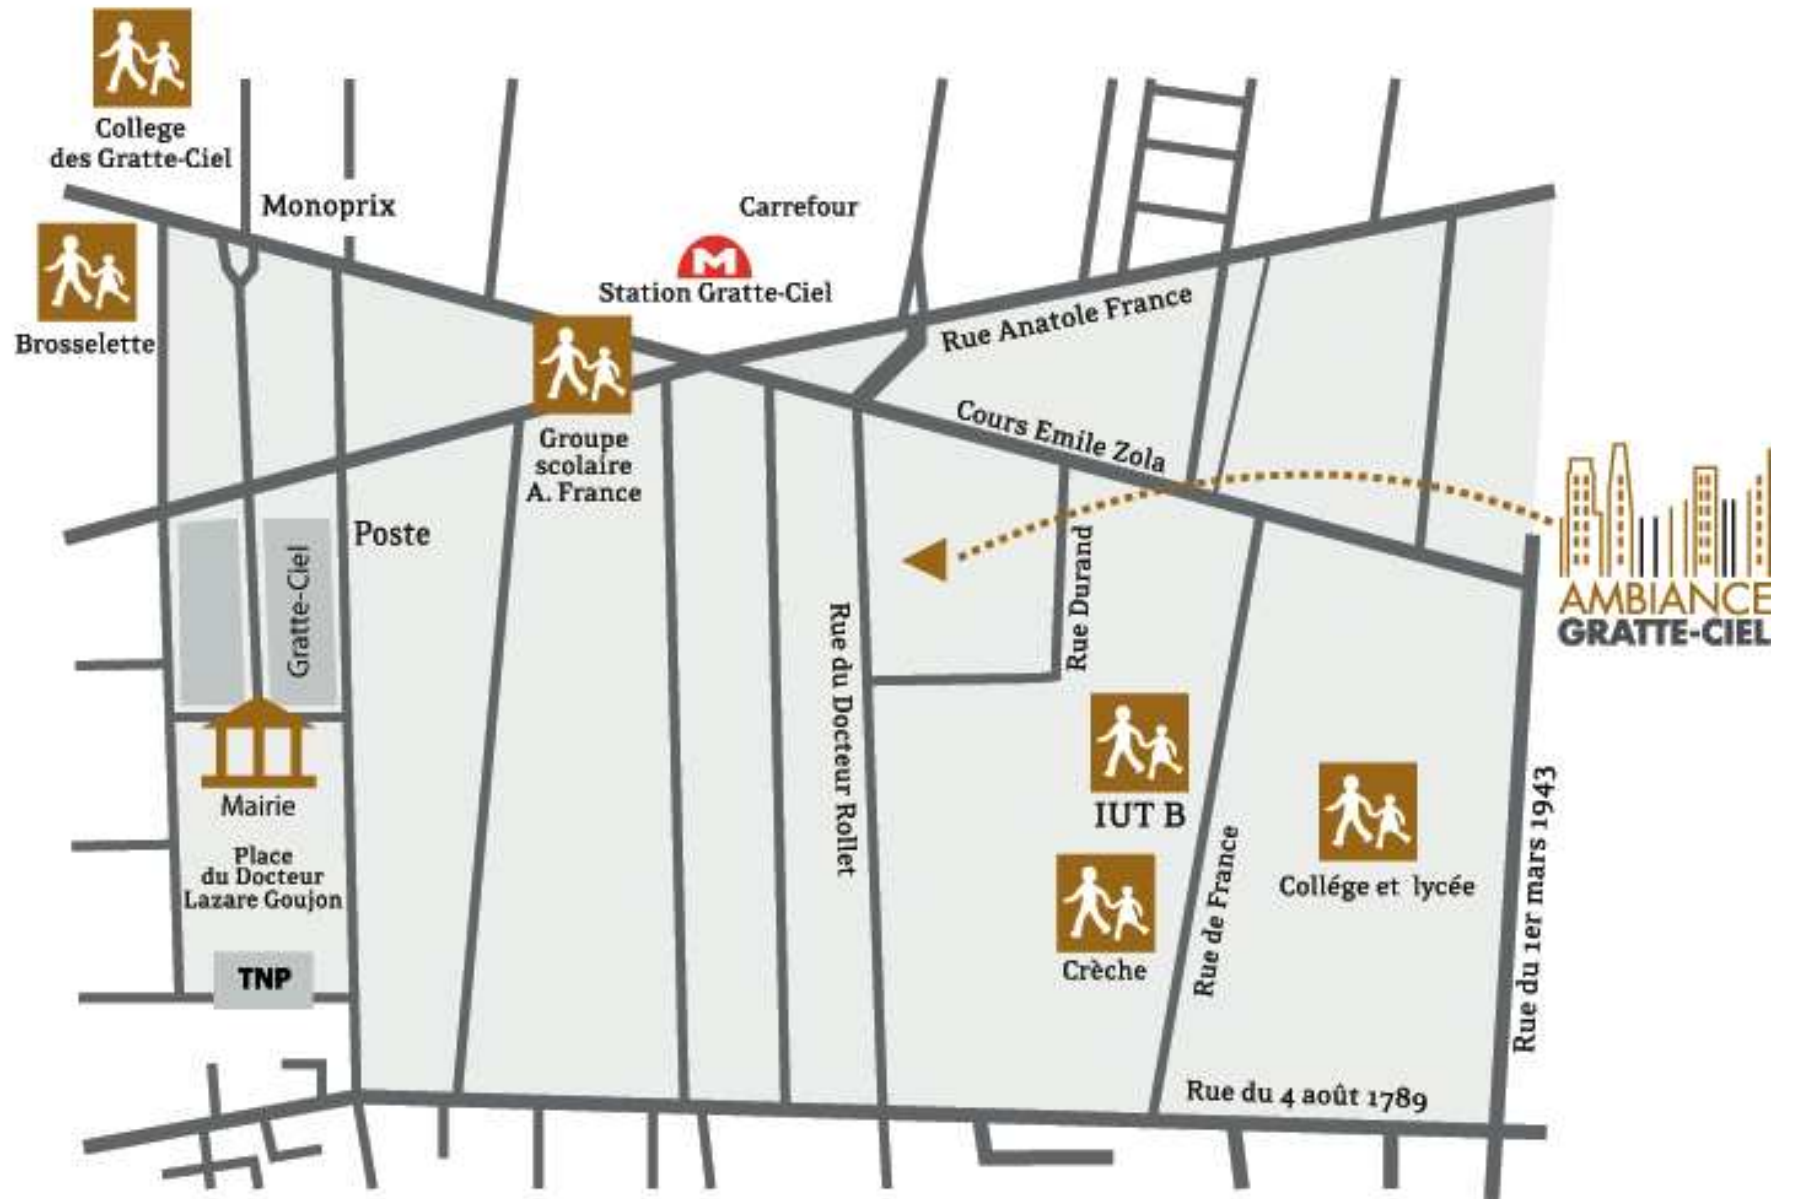 College
des Gratte-Ciel
Monoprix
Carrefour
Brosselette
M
Station Gratte-Ciel
Rue Anatole France
Cours Emile Zola
Groupe
scolaire
A. France
Poste
Gratte-Ciel
Rue Durand
AMBIANCE
GRATTE-CIEL
Rue du Docteur Rollet
Mairie
IUT B
Place
du Docteur
Lazare Goujon
Collége et lycée
Rue de France
Rue du 1er mars 1943
Crèche
TNP
Rue du 4 août 1789